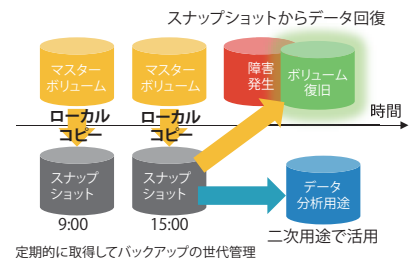 スナップショットからデータ回復
マスター
ボリューム
マスター
ボリューム
障害
発生
ボリューム
復旧
ローカル
コピー
ローカル
コピー
時間
スナップ
ショット
スナップ
ショット
データ
分析用途
9:00
15:00
二次用途で活用
定期的に取得してバックアップの世代管理